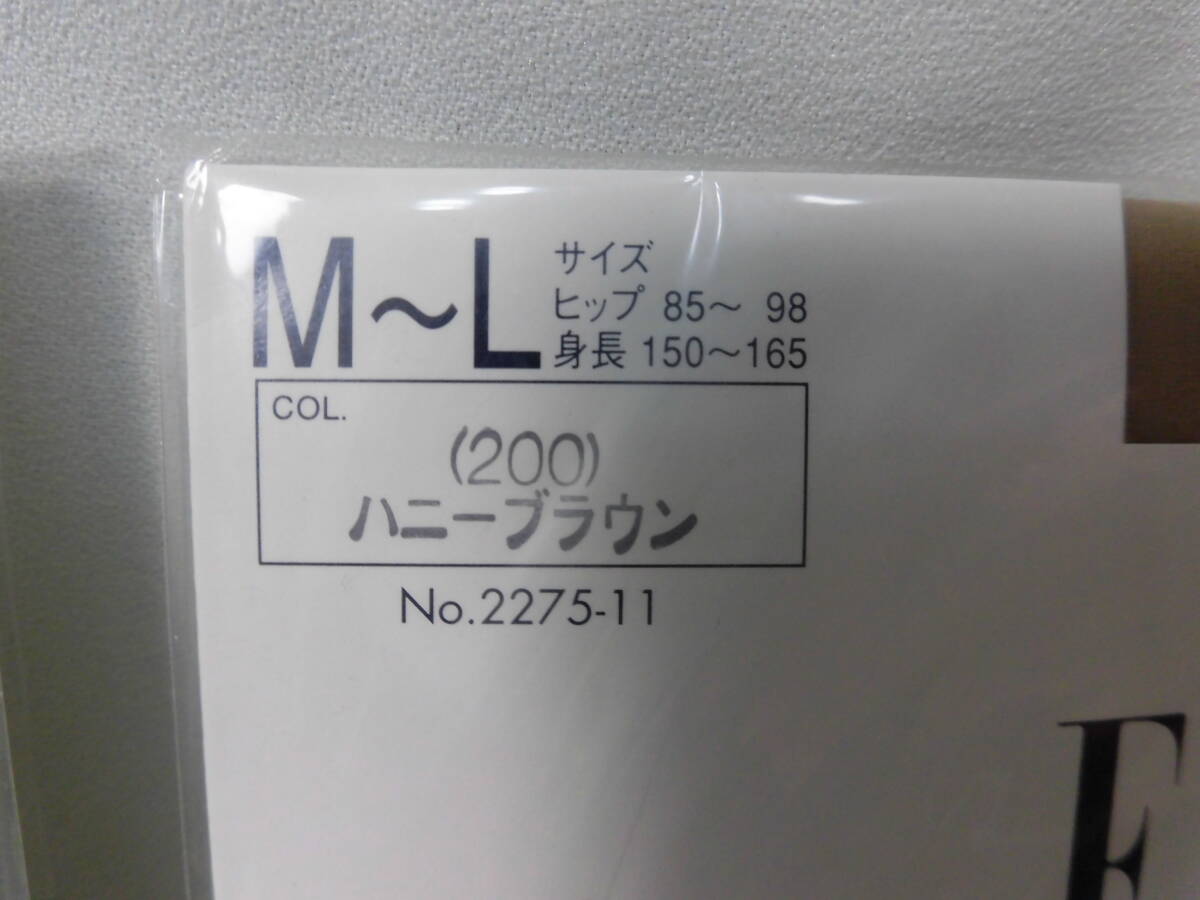 M～L
サイズ
ヒップ 85～ 98
身長 150～165
COL.
(200)
ハニーブラウン
No.2275-11